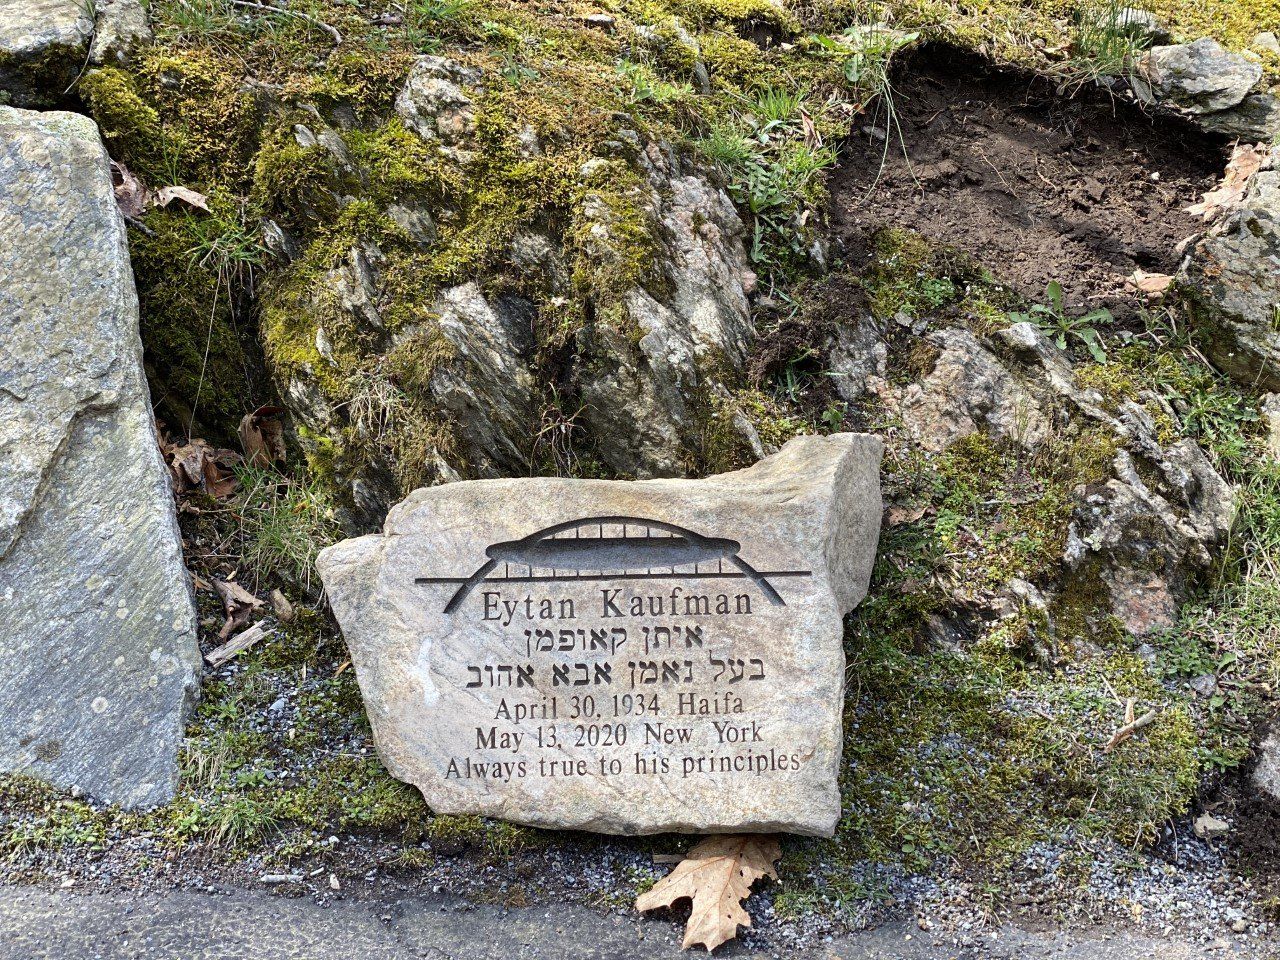 Eytan Kaufman
איתן קאופמן
בעל נאמן אבא אהוב
April 30, 1934 Haifa
May 13, 2020 New York
Always true to his principles